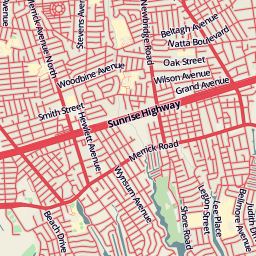 Merrick Avenue North
Stevens Avenue
Newbridge Road
Beltagh Avenue
Watta Boulevard
Oak Street
Wilson Avenue
Grand Avenue
Woodbine Avenue
Smith Street
Sunrise Highway
Hewlett Avenue
Merrick Road
Wynsum Avenue
Beach Drive
Shore Road
Legion Street
Lee Place
Baltimore Avenue
Judith Dri